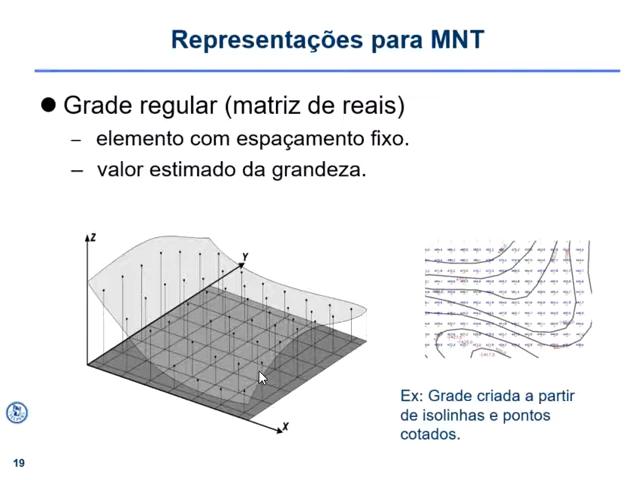 Representações para MNT
Grade regular (matriz de reais)
– elemento com espaçamento fixo.
– valor estimado da grandeza.
Z
Y
X
Ex: Grade criada a partir
de isolinhas e pontos
cotados.
19